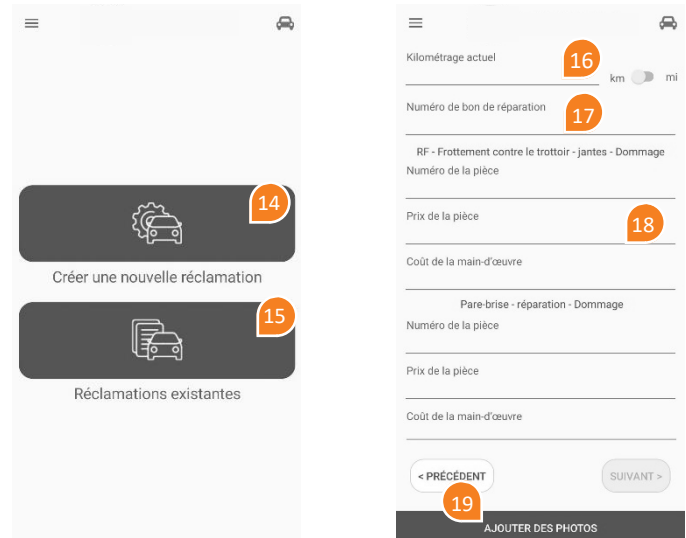 14
Créer une nouvelle réclamation
15
Réclamations existantes
Kilométrage actuel
16
km mi
Numéro de bon de réparation
17
RF - Frottement contre le trottoir - jantes - Dommage
Numéro de la pièce
Prix de la pièce
18
Coût de la main-d'œuvre
Pare-brise - réparation - Dommage
Numéro de la pièce
Prix de la pièce
Coût de la main-d'œuvre
< PRÉCÉDENT
SUIVANT >
19
AJOUTER DES PHOTOS